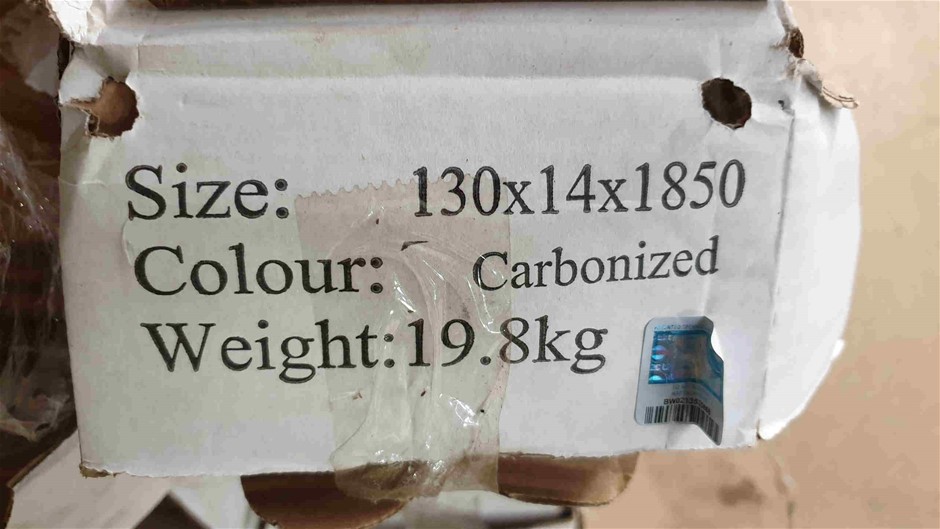 Size: 130x14x1850
Colour: Carbonized
Weight:19.8kg